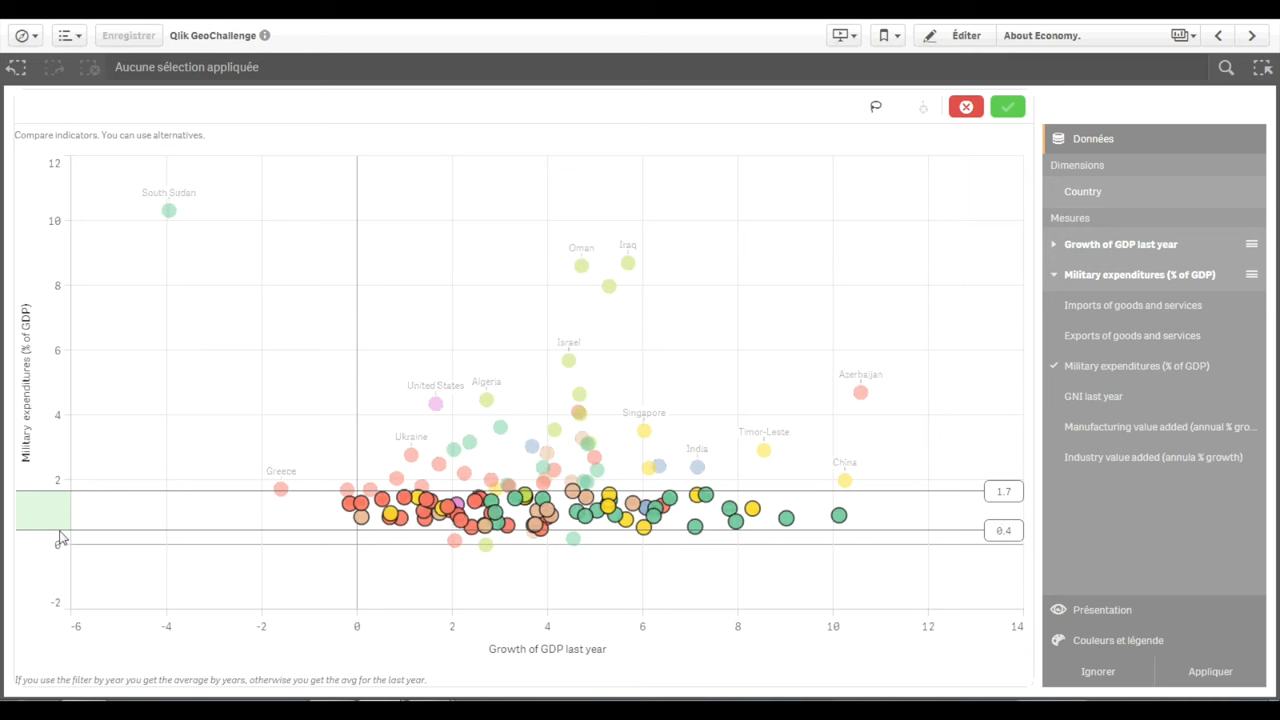 Enregistrer Qlik GeoChallenge Éditer About Economy.
Aucune sélection appliquée
Compare indicators. You can use alternatives.
12
10
8
6
4
2
0
-2
Military expenditures (% of GDP)
South Sudan
Oman
Iraq
Israel
United States
Algeria
Azerbaijan
Singapore
Ukraine
Timor-Leste
India
China
Greece
1.7
0.4
-6 -4 -2 0 2 4 6 8 10 12 14
Growth of GDP last year
If you use the filter by year you get the average by years, otherwise you get the avg for the last year.
Données
Dimensions
Country
Mesures
Growth of GDP last year
Military expenditures (% of GDP)
Imports of goods and services
Exports of goods and services
Military expenditures (% of GDP)
GNI last year
Manufacturing value added (annual % gro...
Industry value added (annula % growth)
Présentation
Couleurs et légende
Ignorer Appliquer